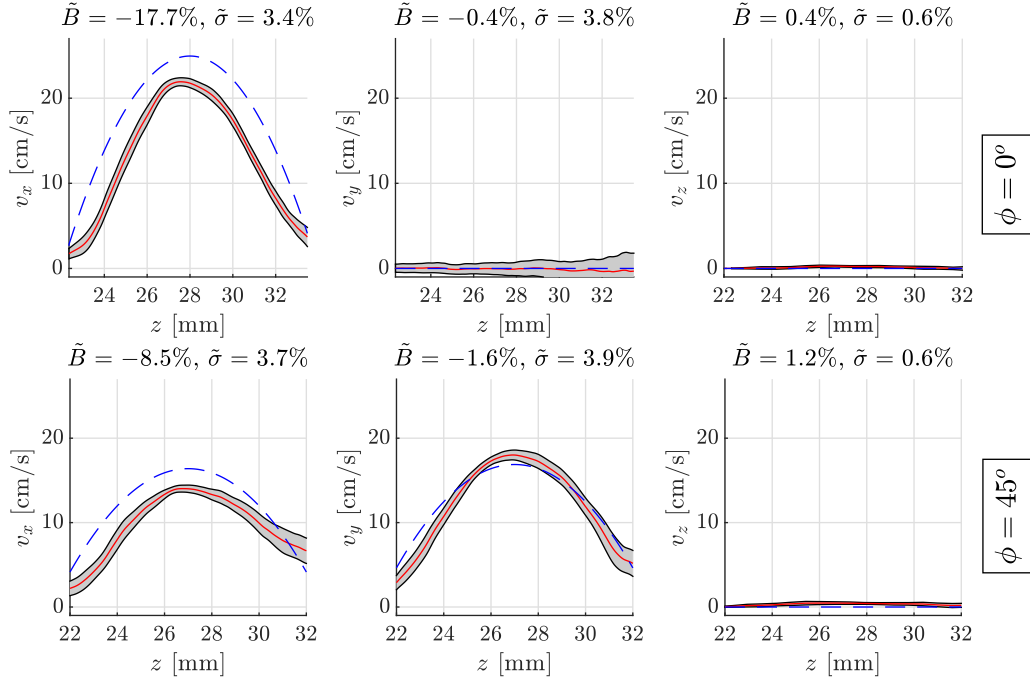 B̃ = −17.7%, σ̃ = 3.4%
B̃ = −0.4%, σ̃ = 3.8%
B̃ = 0.4%, σ̃ = 0.6%
v_x [cm/s]
20
10
0
24 26 28 30 32
z [mm]
v_y [cm/s]
20
10
0
24 26 28 30 32
z [mm]
v_z [cm/s]
20
10
0
22 24 26 28 30 32
z [mm]
ϕ = 0°
B̃ = −8.5%, σ̃ = 3.7%
B̃ = −1.6%, σ̃ = 3.9%
B̃ = 1.2%, σ̃ = 0.6%
v_x [cm/s]
20
10
0
22 24 26 28 30 32
z [mm]
v_y [cm/s]
20
10
0
22 24 26 28 30 32
z [mm]
v_z [cm/s]
20
10
0
22 24 26 28 30 32
z [mm]
ϕ = 45°